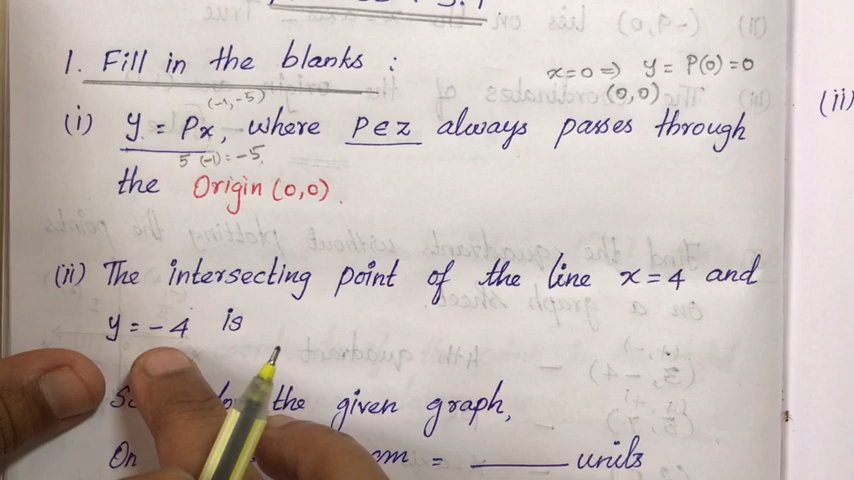 1. Fill in the blanks :
x=0 => y = P(0) = 0
(0,0)
(-1,-5)
(i) y = Px, where P∈z always passes through
5 (-1) = -5.
the Origin (0,0).
(ii)
(ii) The intersecting point of the line x=4 and
y = -4 is
the given graph,
On cm = ______ units